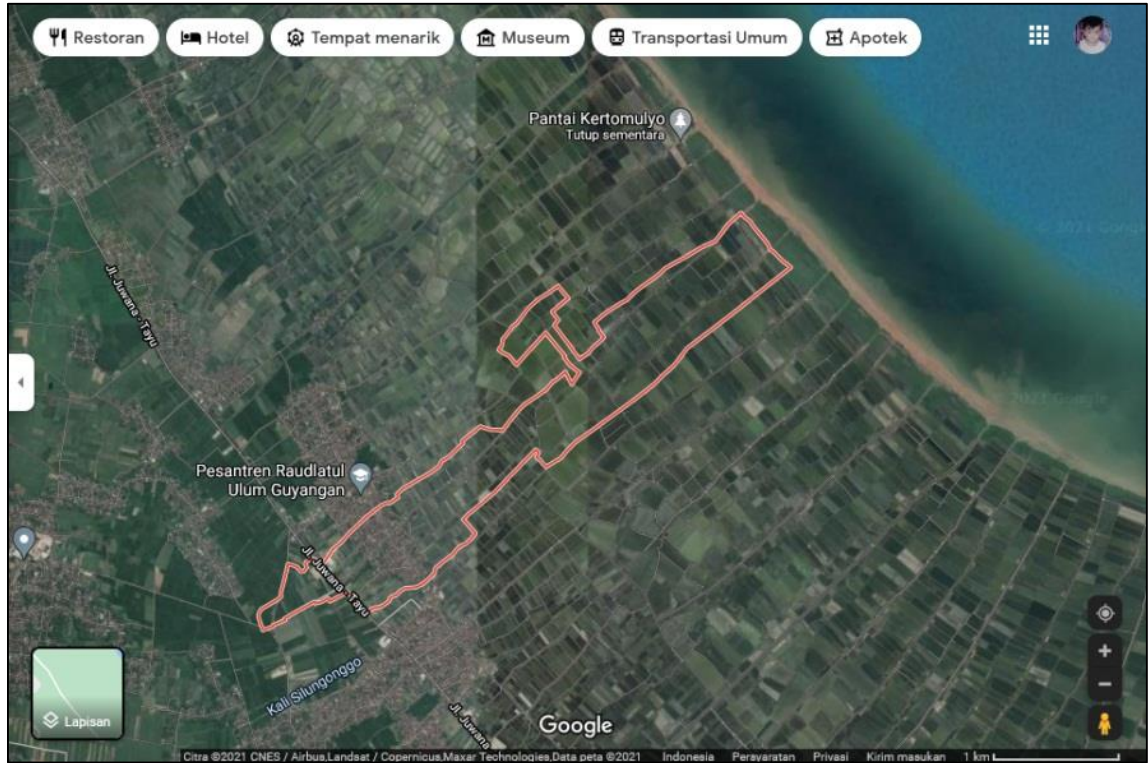 Restoran
Hotel
Tempat menarik
Museum
Transportasi Umum
Apotek
Pantai Kertomulyo
Tutup sementara
Jl. Juwana - Tayu
Pesantren Raudlatul
Ulum Guyangan
Jl. Juwana - Tayu
Kali Silungonggo
Jl. Juwana
Lapisan
Google
Citra ©2021 CNES / Airbus,Landsat / Copernicus,Maxar Technologies,Data peta ©2021 Indonesia Persyaratan Privasi Kirim masukan 1 km